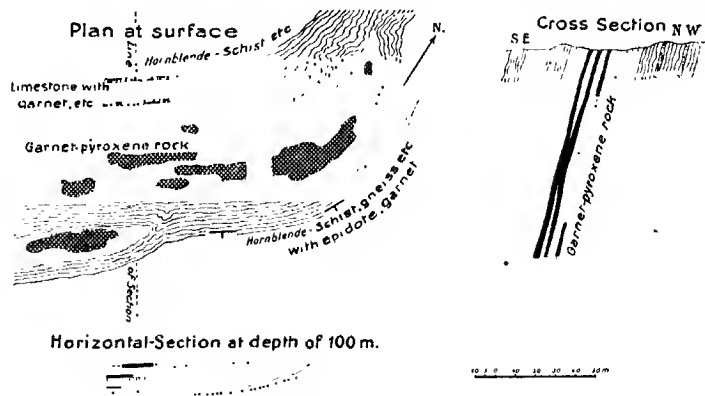 Plan at surface
N.
Line
Hornblende - Schist etc
Limestone with
garnet, etc
Garnet-pyroxene rock
Hornblende - Schist, gneiss etc
with epidote, garnet
of Section
Horizontal-Section at depth of 100 m.
Cross Section
SE
NW
Garnet-pyroxene rock